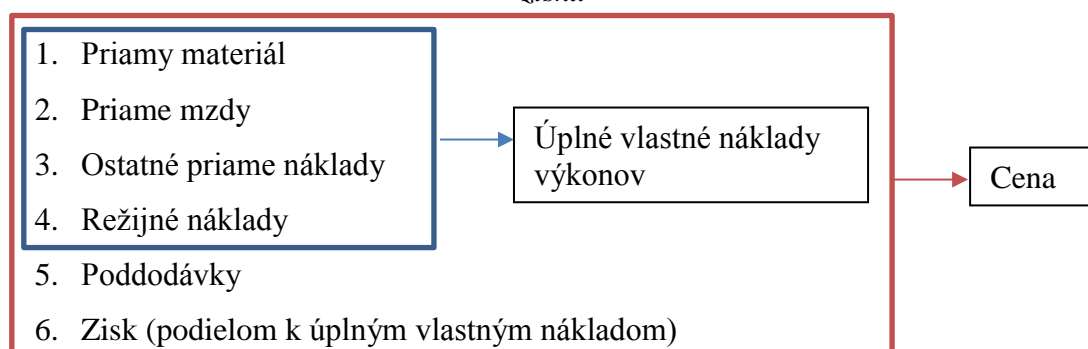 1. Priamy materiál
2. Priame mzdy
3. Ostatné priame náklady
4. Režijné náklady
5. Poddodávky
6. Zisk (podielom k úplným vlastným nákladom)
Úplné vlastné náklady
výkonov
Cena